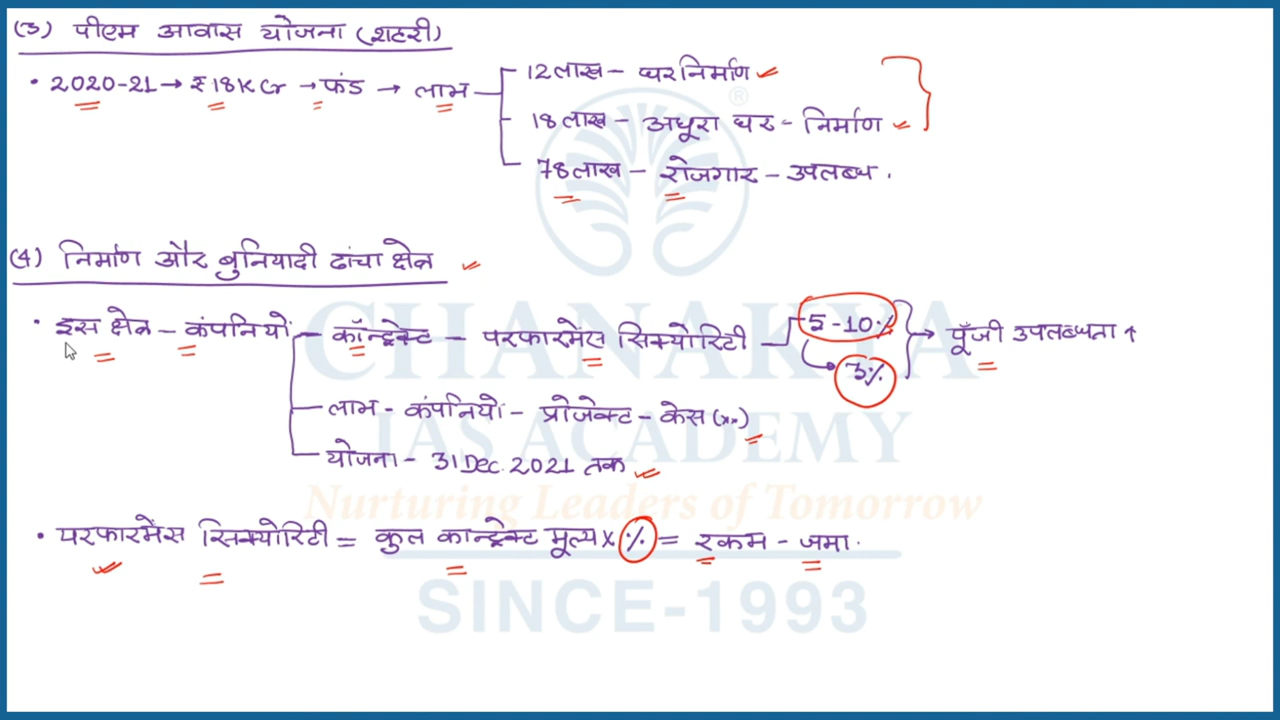 (3) पीएम आवास योजना (शहरी)
• 2020-21 → ₹18K Cr → फंड → लाभ
12 लाख - घर निर्माण
18 लाख - अधूरा घर - निर्माण
78 लाख - रोजगार - उपलब्ध.
(4) निर्माण और बुनियादी ढांचा क्षेत्र
• इस क्षेत्र - कंपनियों - कॉन्ट्रेक्ट - परफारमेंस सिक्योरिटी 5-10% → पूँजी उपलब्धता ↑
3%
लाभ - कंपनियों - प्रोजेक्ट - केस (xx)
योजना - 31 Dec. 2021 तक
• परफारमेंस सिक्योरिटी = कुल कान्ट्रेक्ट मूल्य x % = रकम - जमा.
CHANAKYA
IAS ACADEMY
Nurturing Leaders of Tomorrow
SINCE-1993
®